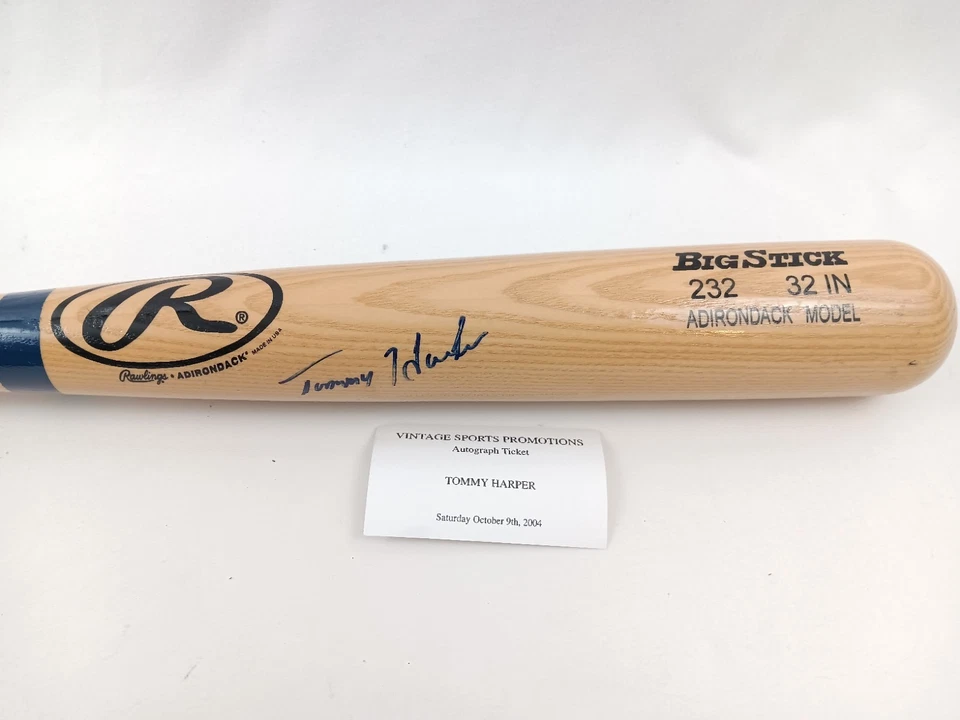 R®
Rawlings • ADIRONDACK® MADE IN USA
Tommy Harper
BIG STICK
232 32 IN
ADIRONDACK MODEL
VINTAGE SPORTS PROMOTIONS
Autograph Ticket
TOMMY HARPER
Saturday October 9th, 2004